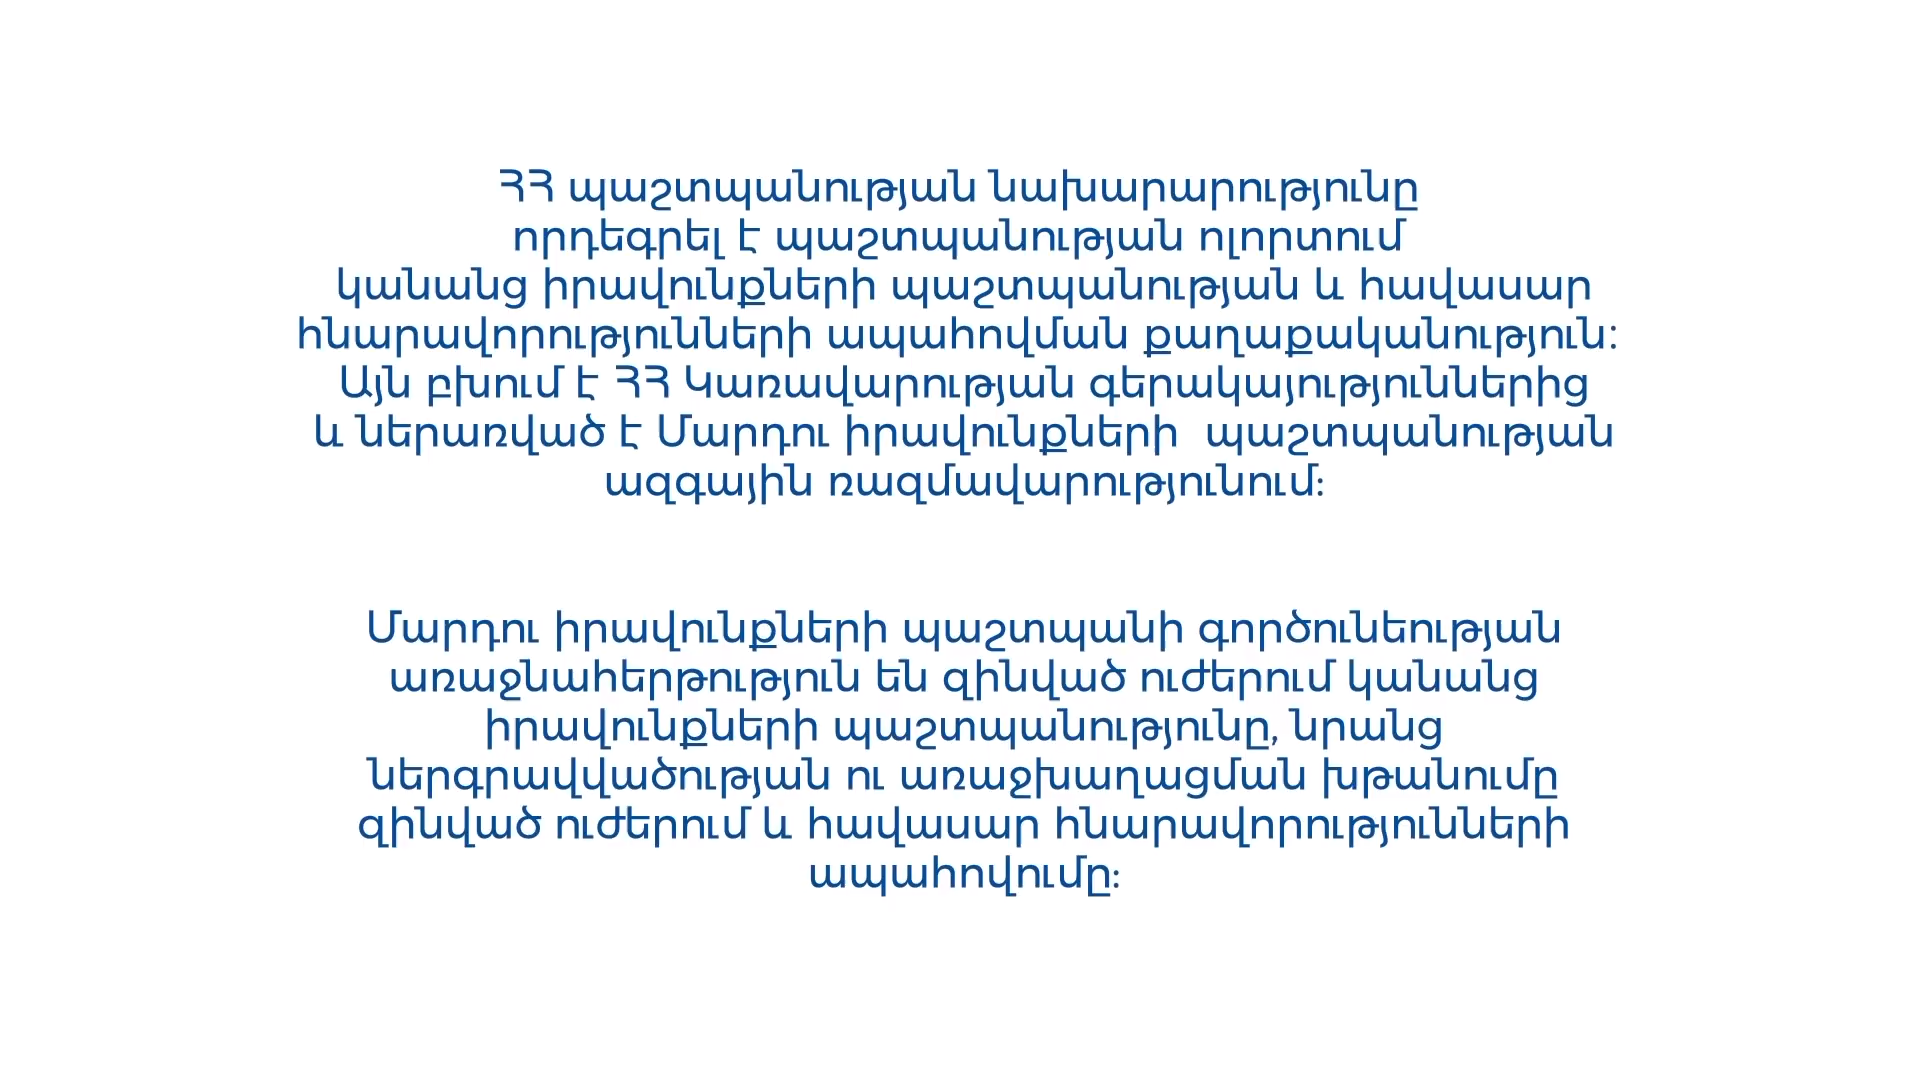 ՀՀ պաշտպանության նախարարությունը
որդեգրել է պաշտպանության ոլորտում
կանանց իրավունքների պաշտպանության և հավասար
հնարավորությունների ապահովման քաղաքականություն:
Այն բխում է ՀՀ Կառավարության գերակայություններից
և ներառված է Մարդու իրավունքների  պաշտպանության
ազգային ռազմավարությունում:
Մարդու իրավունքների պաշտպանի գործունեության
առաջնահերթություն են զինված ուժերում կանանց
իրավունքների պաշտպանությունը, նրանց
ներգրավվածության ու առաջխաղացման խթանումը
զինված ուժերում և հավասար հնարավորությունների
ապահովումը: